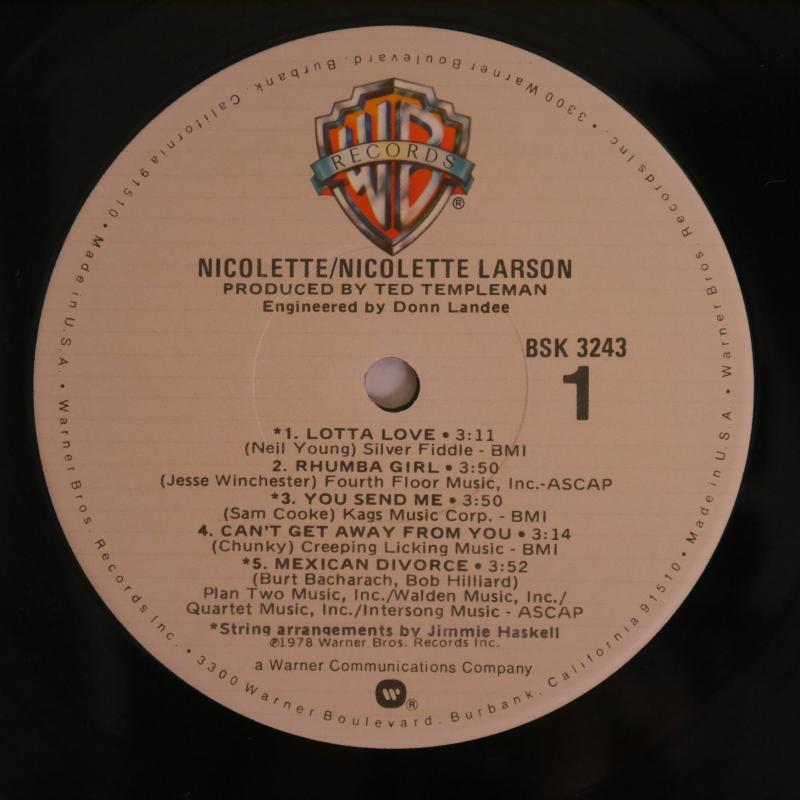 WB
RECORDS
®
NICOLETTE/NICOLETTE LARSON
PRODUCED BY TED TEMPLEMAN
Engineered by Donn Landee
BSK 3243
1
*1. LOTTA LOVE • 3:11
(Neil Young) Silver Fiddle - BMI
2. RHUMBA GIRL • 3:50
(Jesse Winchester) Fourth Floor Music, Inc.-ASCAP
*3. YOU SEND ME • 3:50
(Sam Cooke) Kags Music Corp. - BMI
4. CAN'T GET AWAY FROM YOU • 3:14
(Chunky) Creeping Licking Music - BMI
*5. MEXICAN DIVORCE • 3:52
(Burt Bacharach, Bob Hilliard)
Plan Two Music, Inc./Walden Music, Inc./
Quartet Music, Inc./Intersong Music - ASCAP
*String arrangements by Jimmie Haskell
℗1978 Warner Bros. Records Inc.
a Warner Communications Company
W ®
Warner Bros. Records Inc. • 3300 Warner Boulevard. Burbank. California 91510 • Made in U.S.A. •
Warner Bros. Records Inc. • 3300 Warner Boulevard. Burbank. California 91510 • Made in U.S.A. •